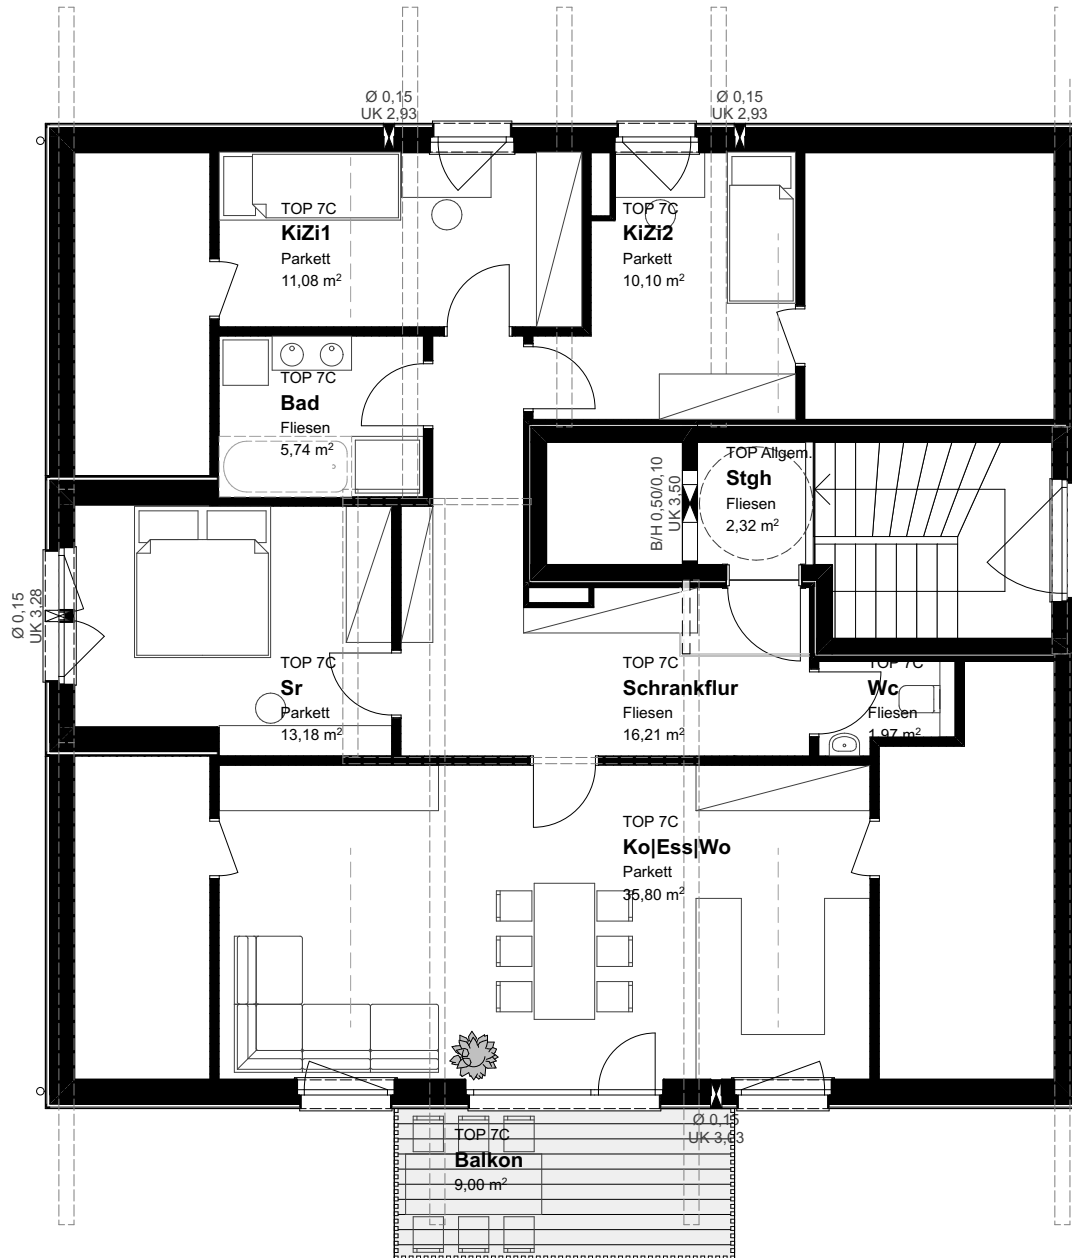 Ø 0,15
UK 2,93
Ø 0,15
UK 2,93
TOP 7C
KiZi1
Parkett
11,08 m²
TOP 7C
KiZi2
Parkett
10,10 m²
TOP 7C
Bad
Fliesen
5,74 m²
B/H 0,50/0,10
UK 3,50
TOP Allgem.
Stgh
Fliesen
2,32 m²
Ø 0,15
UK 3,28
TOP 7C
Sr
Parkett
13,18 m²
TOP 7C
Schrankflur
Fliesen
16,21 m²
TOP 7C
Wc
Fliesen
1,97 m²
TOP 7C
Ko|Ess|Wo
Parkett
35,80 m²
Ø 0,15
UK 3,03
TOP 7C
Balkon
9,00 m²